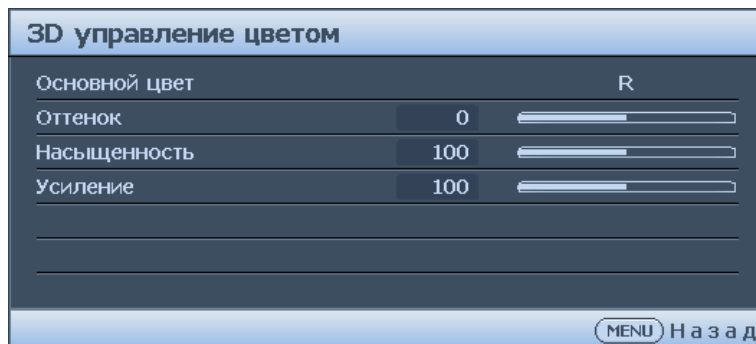 3D управление цветом
Основной цвет R
Оттенок 0
Насыщенность 100
Усиление 100
MENU Назад